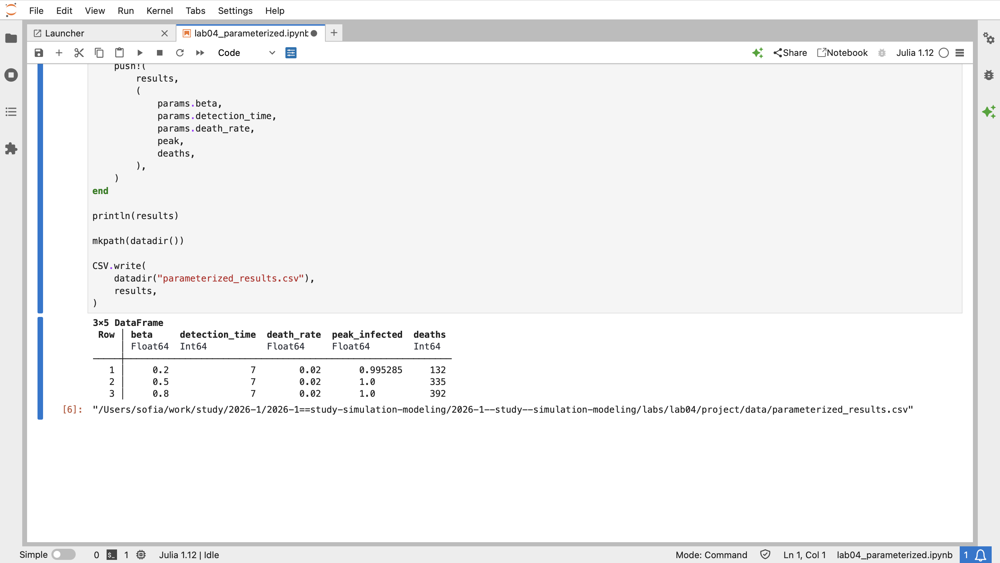 File Edit View Run Kernel Tabs Settings Help
Launcher lab04_parameterized.ipynb
Code Share Notebook Julia 1.12
push!(
results,
(
params.beta,
params.detection_time,
params.death_rate,
peak,
deaths,
),
)
end
println(results)
mkpath(datadir())
CSV.write(
datadir("parameterized_results.csv"),
results,
)
3×5 DataFrame
Row beta detection_time death_rate peak_infected deaths
Float64 Int64 Float64 Float64 Int64
1 0.2 7 0.02 0.995285 132
2 0.5 7 0.02 1.0 335
3 0.8 7 0.02 1.0 392
[6]: "/Users/sofia/work/study/2026-1/2026-1==study-simulation-modeling/2026-1--study--simulation-modeling/labs/lab04/project/data/parameterized_results.csv"
Simple 0 $_ 1 Julia 1.12 | Idle Mode: Command Ln 1, Col 1 lab04_parameterized.ipynb 1